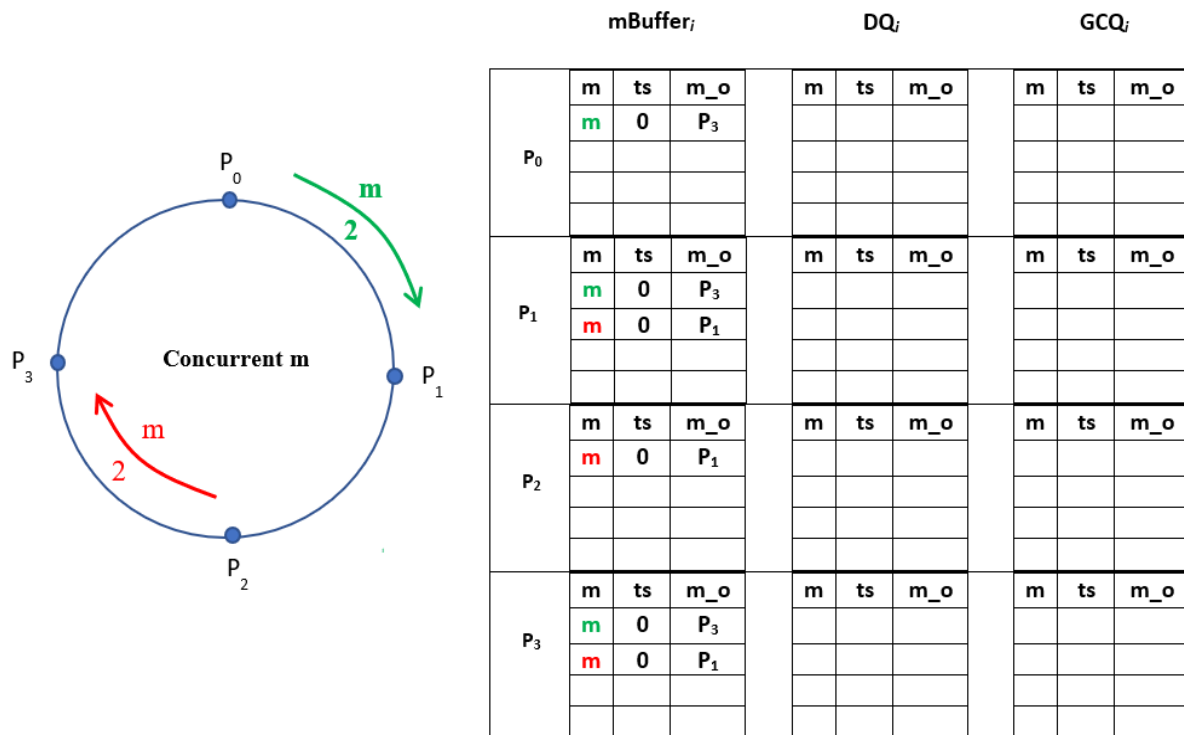 mBufferi DQi GCQi
m ts m_o m ts m_o m ts m_o
P0 m 0 P3
m ts m_o m ts m_o m ts m_o
P1 m 0 P3
m 0 P1
m ts m_o m ts m_o m ts m_o
P2 m 0 P1
m ts m_o m ts m_o m ts m_o
P3 m 0 P3
m 0 P1
P0
m
2
P3
Concurrent m
P1
m
2
P2